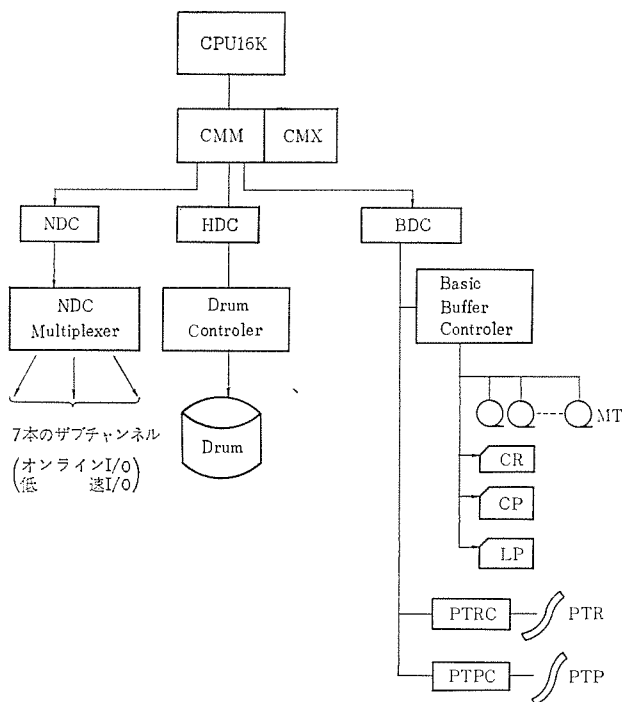 CPU16K
CMM
CMX
NDC
HDC
BDC
NDC
Multiplexer
Drum
Controler
Basic
Buffer
Controler
7本のサブチャンネル
(オンラインI/O
低 速I/O)
Drum
MT
CR
CP
LP
PTRC
PTR
PTPC
PTP